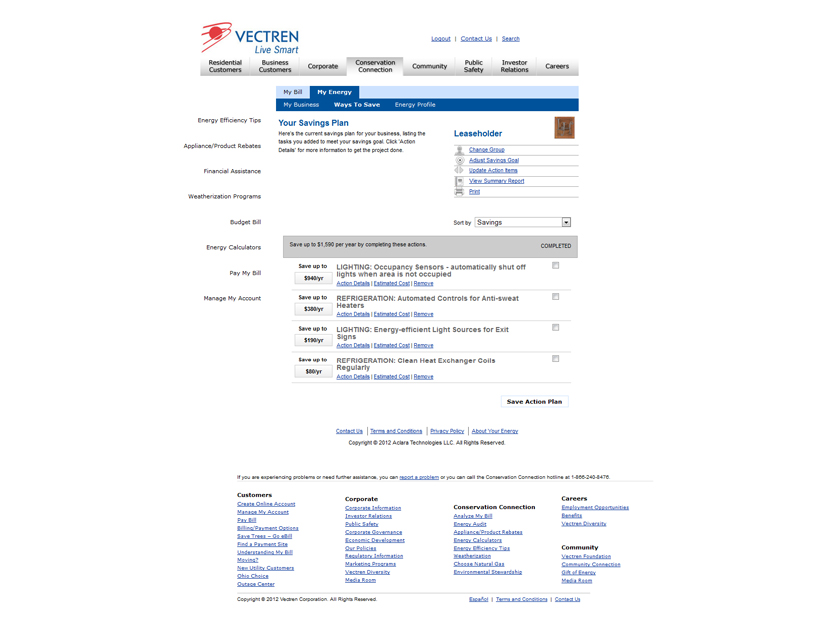 VECTREN
Live Smart
Logout | Contact Us | Search
Residential Customers
Business Customers
Corporate
Conservation Connection
Community
Public Safety
Investor Relations
Careers
My Bill
My Energy
My Business
Ways To Save
Energy Profile
Energy Efficiency Tips
Appliance/Product Rebates
Financial Assistance
Weatherization Programs
Budget Bill
Energy Calculators
Pay My Bill
Manage My Account
Your Savings Plan
Here's the current savings plan for your business, listing the
tasks you added to meet your savings goal. Click 'Action
Details' for more information to get the project done.
Leaseholder
Change Group
Adjust Savings Goal
Update Action Items
View Summary Report
Print
Sort by Savings
Save up to $1,590 per year by completing these actions.
COMPLETED
Save up to
$940/yr
LIGHTING: Occupancy Sensors - automatically shut off
lights when area is not occupied
Action Details | Estimated Cost | Remove
Save up to
$380/yr
REFRIGERATION: Automated Controls for Anti-sweat
Heaters
Action Details | Estimated Cost | Remove
Save up to
$190/yr
LIGHTING: Energy-efficient Light Sources for Exit
Signs
Action Details | Estimated Cost | Remove
Save up to
$80/yr
REFRIGERATION: Clean Heat Exchanger Coils
Regularly
Action Details | Estimated Cost | Remove
Save Action Plan
Contact Us | Terms and Conditions | Privacy Policy | About Your Energy
Copyright © 2012 Aclara Technologies LLC. All Rights Reserved.
If you are experiencing problems or need further assistance, you can report a problem or you can call the Conservation Connection hotline at 1-866-240-8476.
Customers
Create Online Account
Manage My Account
Pay Bill
Billing/Payment Options
Save Trees – Go eBill
Find a Payment Site
Understanding My Bill
Moving?
New Utility Customers
Ohio Choice
Outage Center
Corporate
Corporate Information
Investor Relations
Public Safety
Corporate Governance
Economic Development
Our Policies
Regulatory Information
Marketing Programs
Vectren Diversity
Media Room
Conservation Connection
Analyze My Bill
Energy Audit
Appliance/Product Rebates
Energy Calculators
Energy Efficiency Tips
Weatherization
Choose Natural Gas
Environmental Stewardship
Careers
Employment Opportunities
Benefits
Vectren Diversity
Community
Vectren Foundation
Community Connection
Gift of Energy
Media Room
Copyright © 2012 Vectren Corporation. All Rights Reserved.
Español | Terms and Conditions | Contact Us